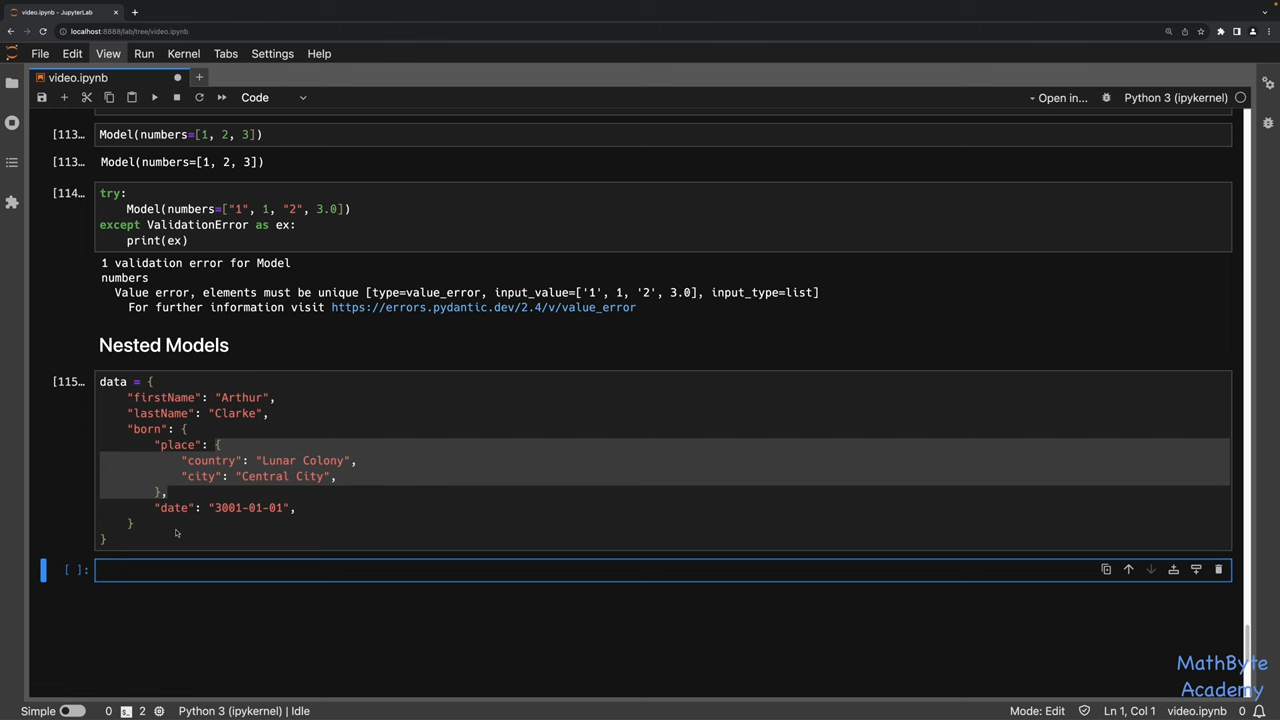 video.ipynb - JupyterLab
localhost:8888/lab/tree/video.ipynb
File Edit View Run Kernel Tabs Settings Help
video.ipynb
Code Open in... Python 3 (ipykernel)
[113… Model(numbers=[1, 2, 3])
[113… Model(numbers=[1, 2, 3])
[114… try:
Model(numbers=["1", 1, "2", 3.0])
except ValidationError as ex:
print(ex)
1 validation error for Model
numbers
Value error, elements must be unique [type=value_error, input_value=['1', 1, '2', 3.0], input_type=list]
For further information visit https://errors.pydantic.dev/2.4/v/value_error
Nested Models
[115… data = {
"firstName": "Arthur",
"lastName": "Clarke",
"born": {
"place": {
"country": "Lunar Colony",
"city": "Central City",
},
"date": "3001-01-01",
}
}
[ ]:
MathByte
Academy
Simple 0 2 Python 3 (ipykernel) | Idle Mode: Edit Ln 1, Col 1 video.ipynb 0